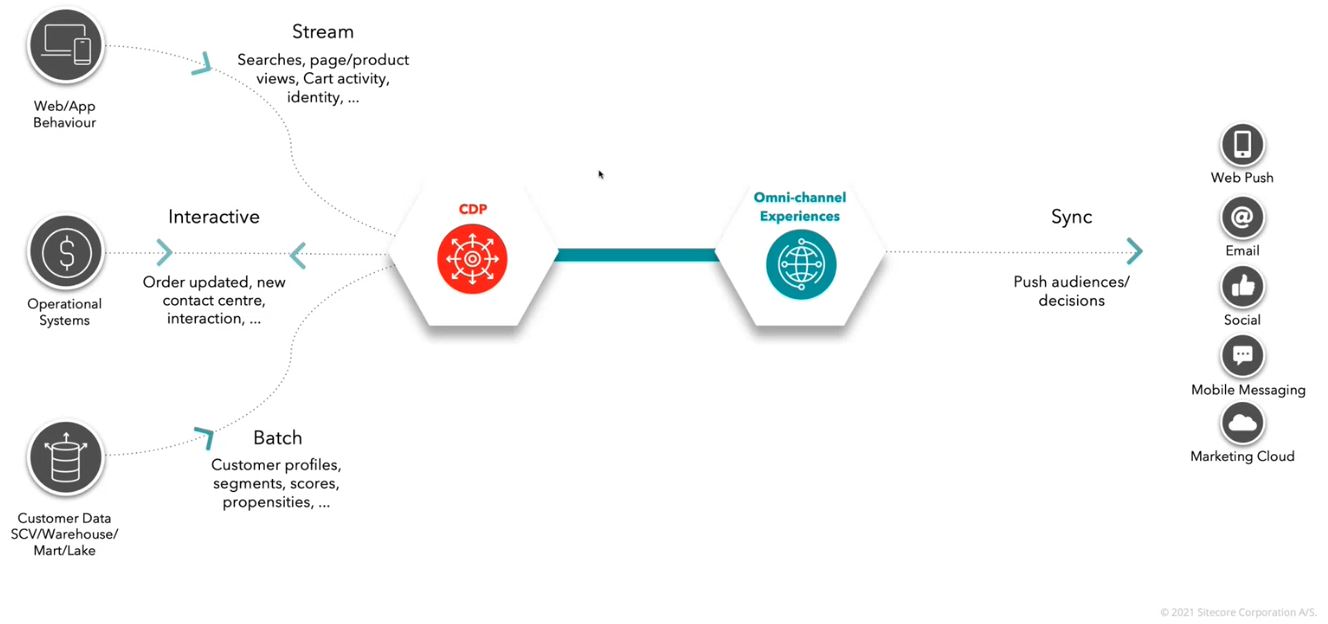 Stream
Searches, page/product
views, Cart activity,
identity, ...
Web/App
Behaviour
Interactive
Order updated, new
contact centre,
interaction, ...
Operational
Systems
Batch
Customer profiles,
segments, scores,
propensities, ...
Customer Data
SCV/Warehouse/
Mart/Lake
CDP
$
Omni-channel
Experiences
Sync
Push audiences/
decisions
Web Push
@
Email
Social
Mobile Messaging
Marketing Cloud
© 2021 Sitecore Corporation A/S.